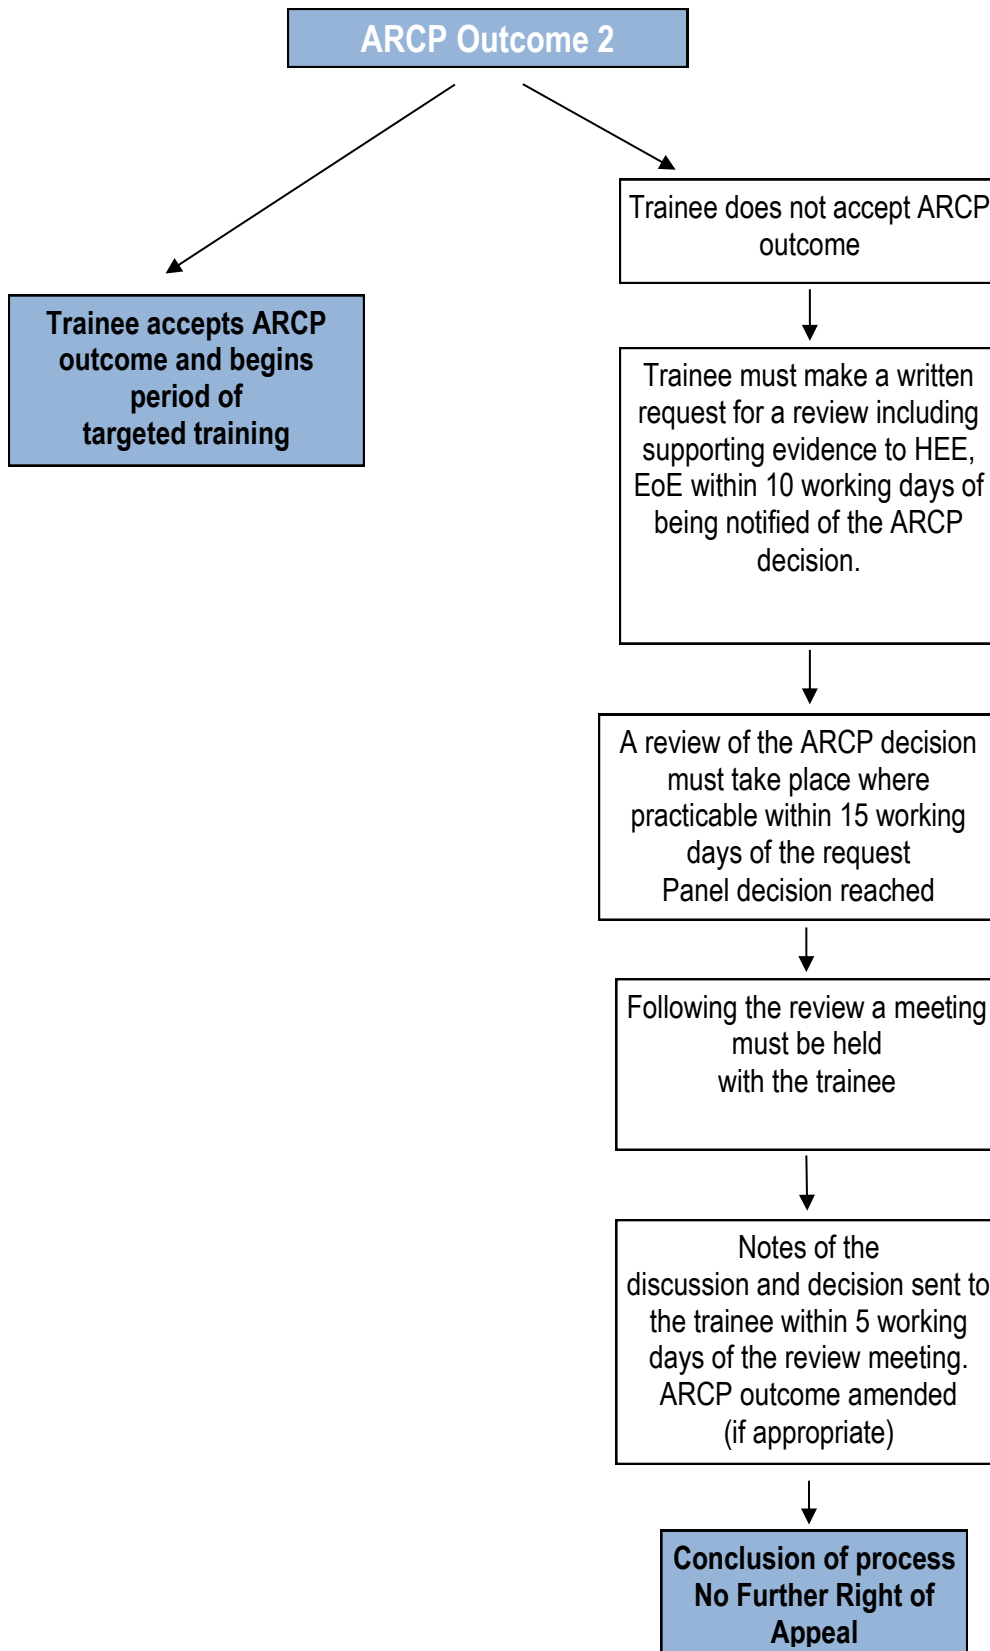 ARCP Outcome 2
Trainee does not accept ARCP
outcome
Trainee accepts ARCP
outcome and begins
period of
targeted training
Trainee must make a written
request for a review including
supporting evidence to HEE,
EoE within 10 working days of
being notified of the ARCP
decision.
A review of the ARCP decision
must take place where
practicable within 15 working
days of the request
Panel decision reached
Following the review a meeting
must be held
with the trainee
Notes of the
discussion and decision sent to
the trainee within 5 working
days of the review meeting.
ARCP outcome amended
(if appropriate)
Conclusion of process
No Further Right of
Appeal